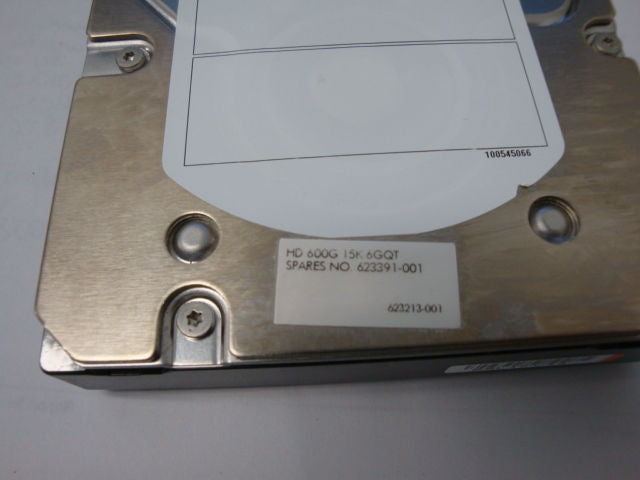 100545066
HD 600G 15K 6GQT
SPARES NO. 623391-001
623213-001